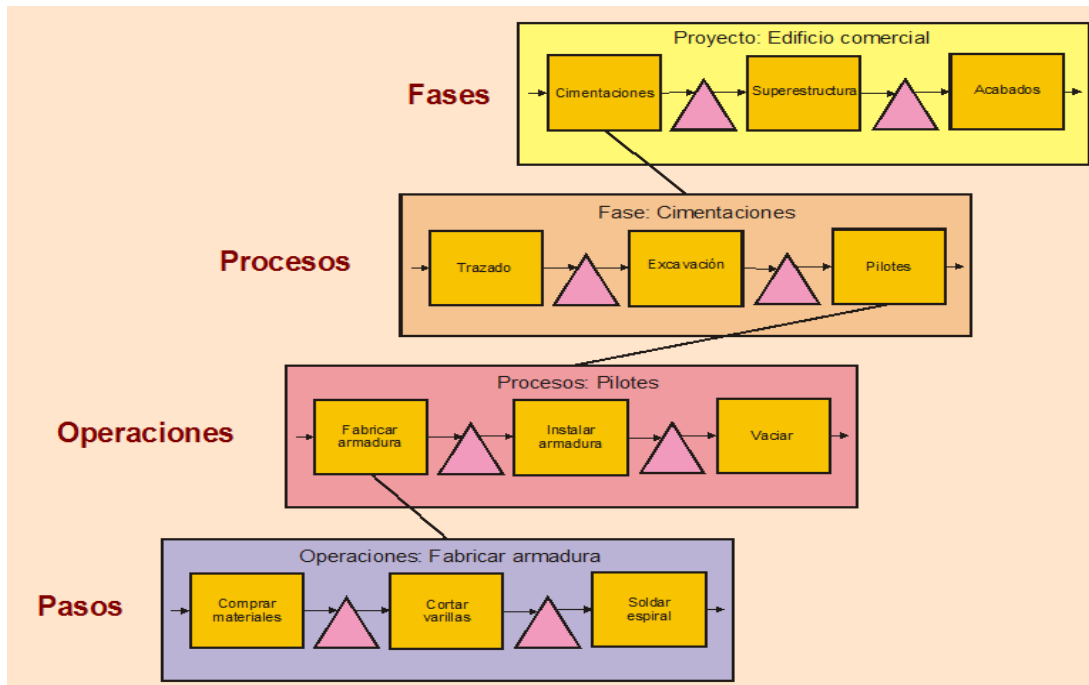 Proyecto: Edificio comercial
Fases
Cimentaciones
Superestructura
Acabados
Fase: Cimentaciones
Procesos
Trazado
Excavación
Pilotes
Procesos: Pilotes
Operaciones
Fabricar
armadura
Instalar
armadura
Vaciar
Operaciones: Fabricar armadura
Pasos
Comprar
materiales
Cortar
varillas
Soldar
espiral